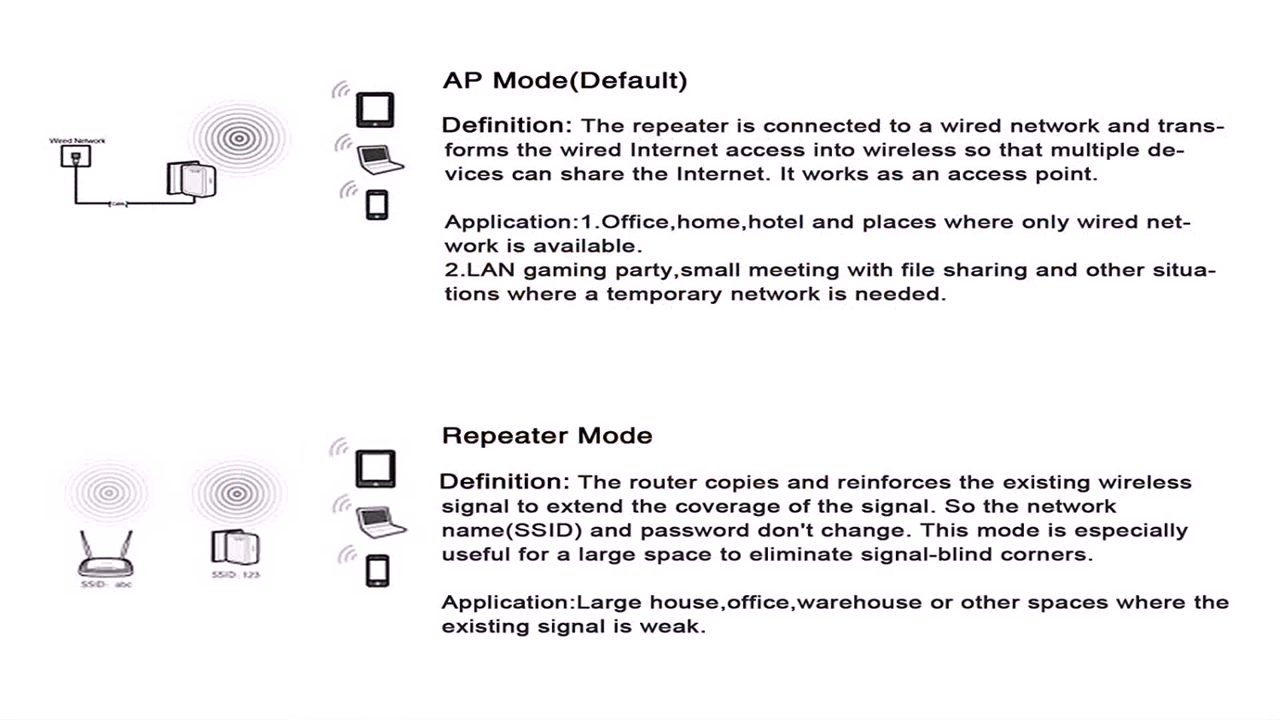 AP Mode(Default)
Wired Network
Cable
Definition: The repeater is connected to a wired network and trans-
forms the wired Internet access into wireless so that multiple de-
vices can share the Internet. It works as an access point.
Application:1.Office,home,hotel and places where only wired net-
work is available.
2.LAN gaming party,small meeting with file sharing and other situa-
tions where a temporary network is needed.
Repeater Mode
Definition: The router copies and reinforces the existing wireless
signal to extend the coverage of the signal. So the network
name(SSID) and password don't change. This mode is especially
useful for a large space to eliminate signal-blind corners.
SSID: abc
SSID: 123
Application:Large house,office,warehouse or other spaces where the
existing signal is weak.